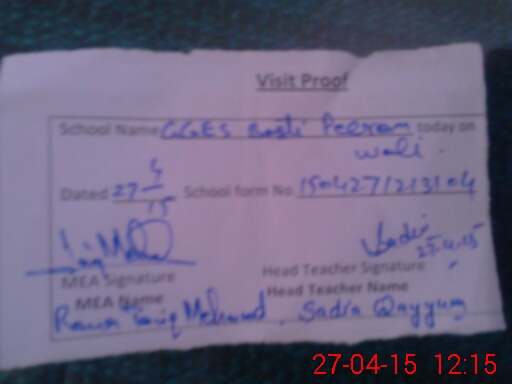 Visit Proof
School Name GGES Basti Peeran today on
wali.
Dated 27 4/15 School form No 1504271213104
25-4-15
MEA Signature Head Teacher Signature
MEA Name Head Teacher Name
Rana Tariq Mehmood. Sadia Qayyum
27-04-15 12:15